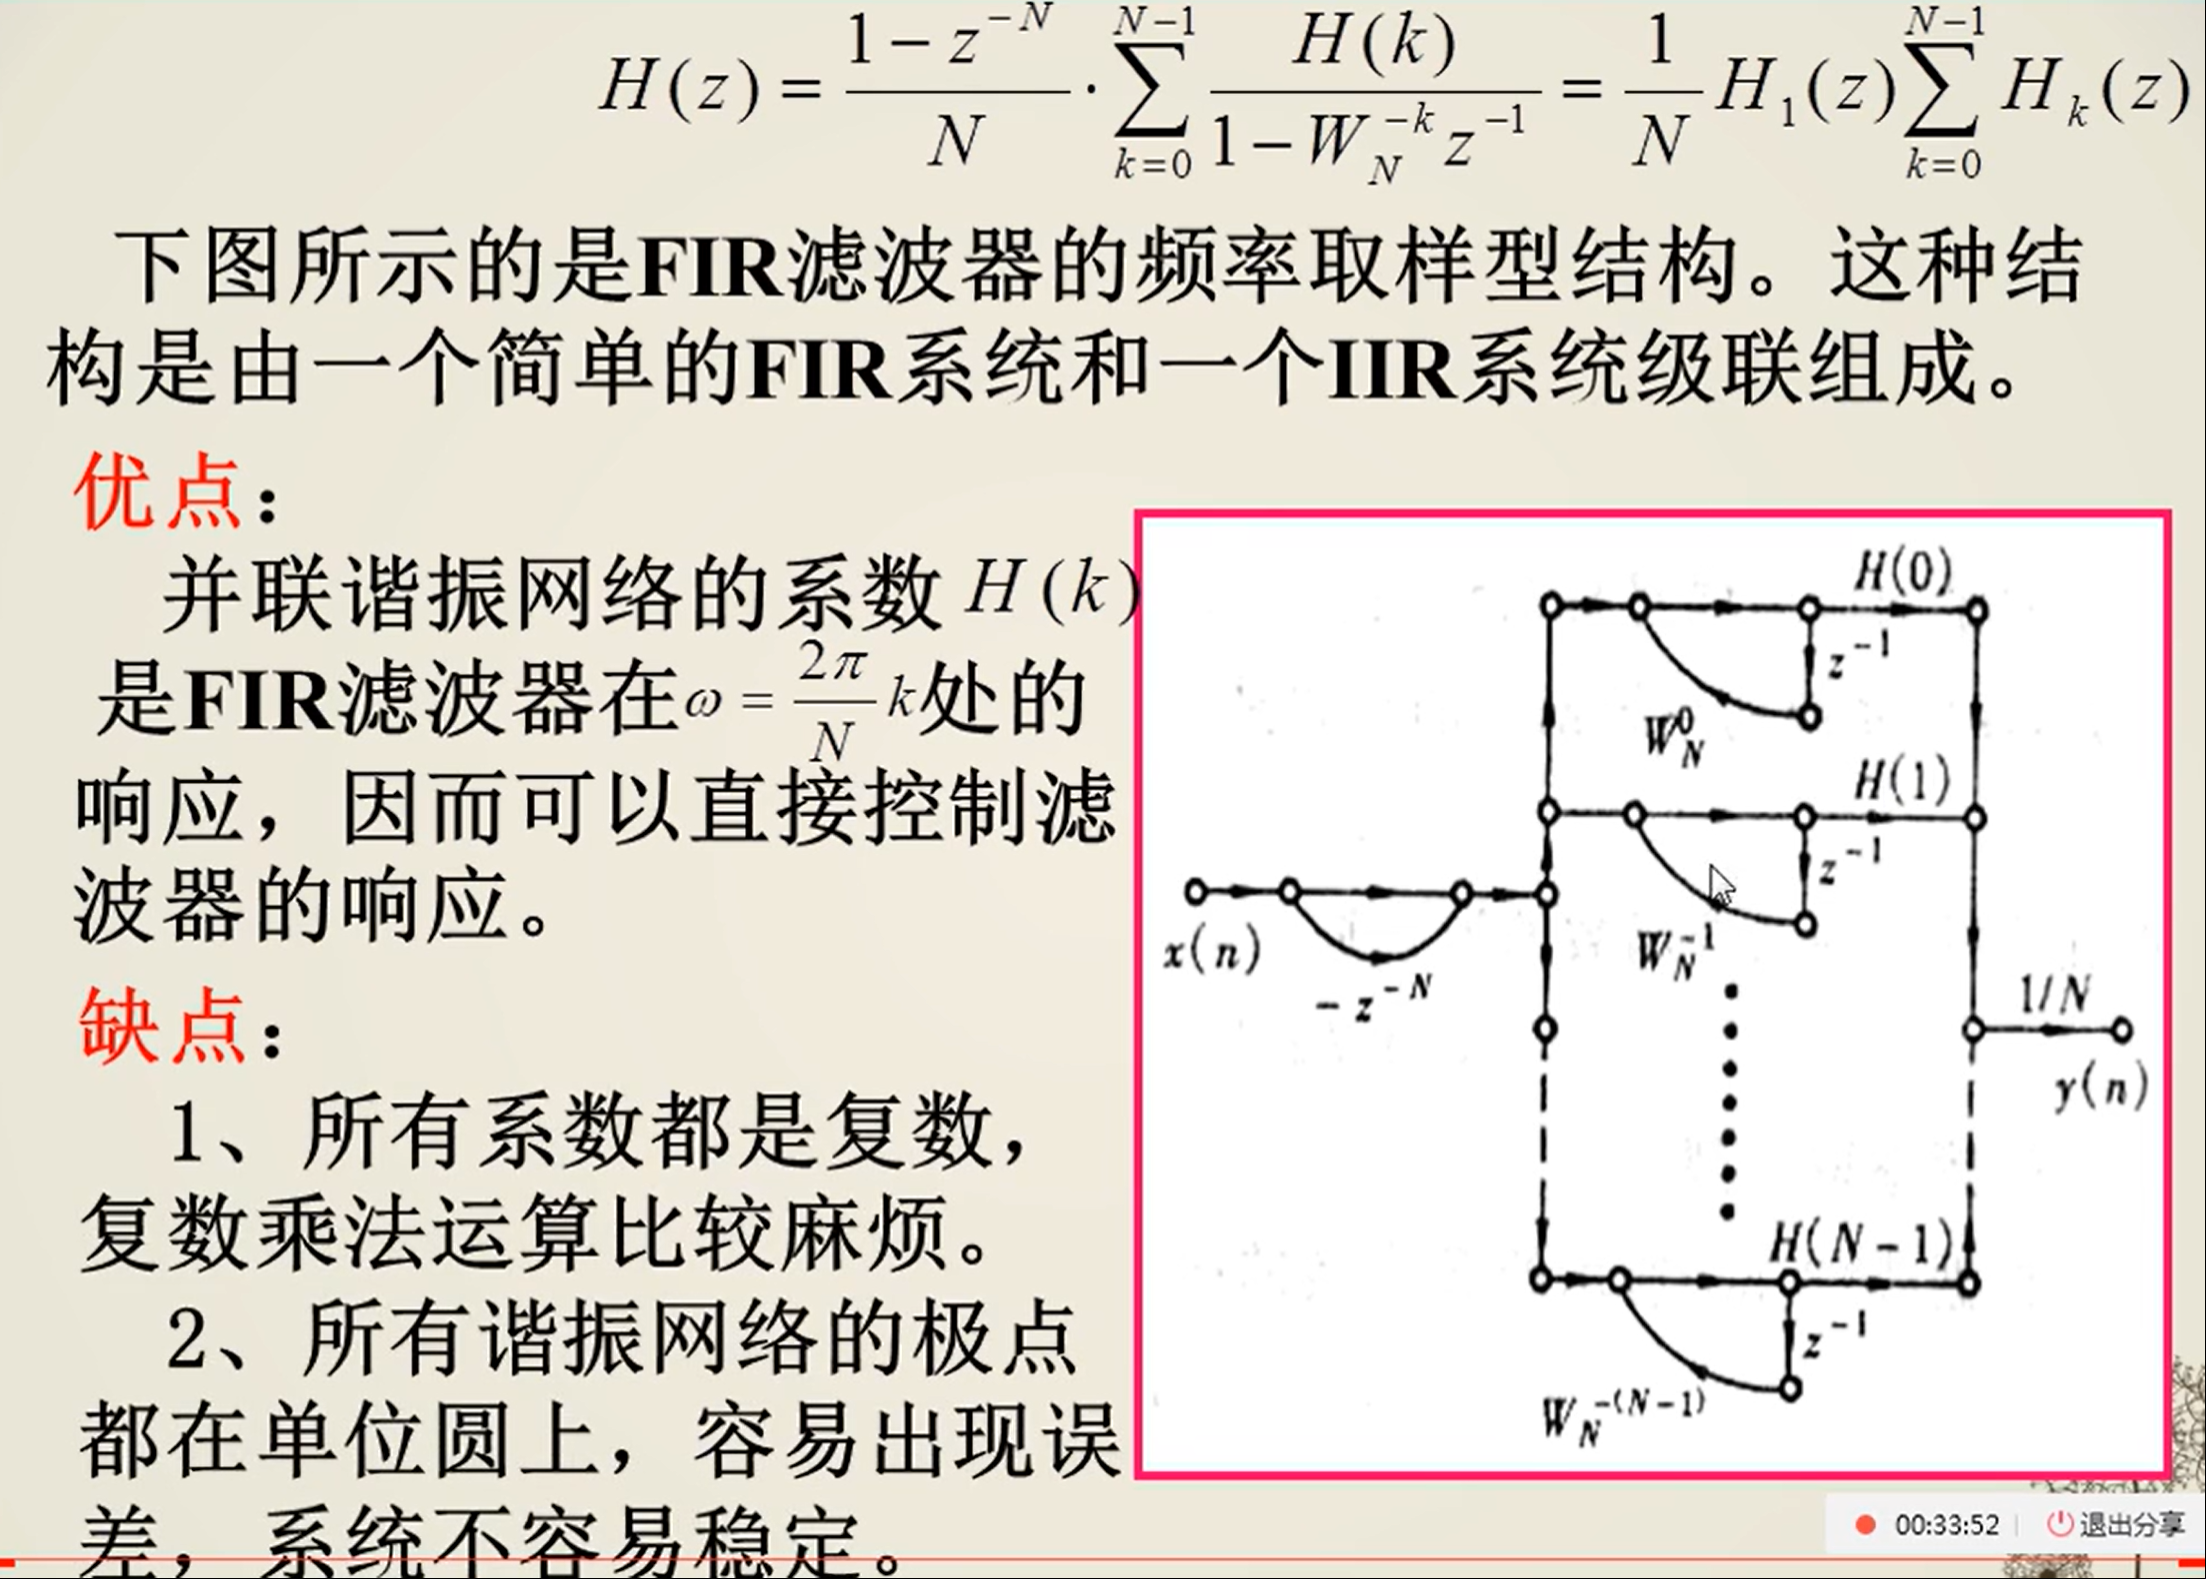 H(z) = \frac{1-z^{-N}}{N} \cdot \sum_{k=0}^{N-1} \frac{H(k)}{1-W_N^{-k}z^{-1}} = \frac{1}{N} H_1(z) \sum_{k=0}^{N-1} H_k(z)
下图所示的是FIR滤波器的频率取样型结构。这种结
构是由一个简单的FIR系统和一个IIR系统级联组成。
优点：
并联谐振网络的系数 H(k)
是FIR滤波器在 ω = \frac{2π}{N} k 处的
响应，因而可以直接控制滤
波器的响应。
缺点：
1、所有系数都是复数，
复数乘法运算比较麻烦。
2、所有谐振网络的极点
都在单位圆上，容易出现误
差，系统不容易稳定。
H(0)
z^{-1}
W_N^0
H(1)
z^{-1}
W_N^{-1}
x(n)
-z^{-N}
1/N
y(n)
H(N-1)
z^{-1}
W_N^{-(N-1)}
00:33:52 退出分享